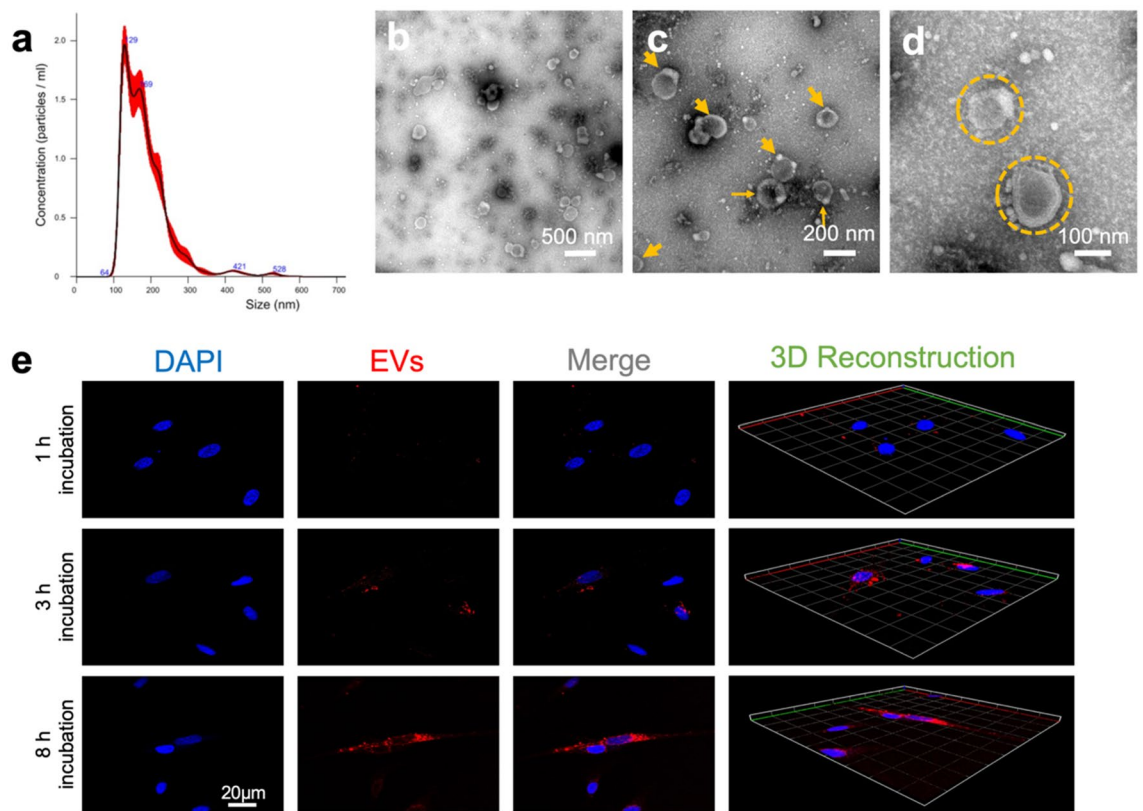 a
Concentration (particles / ml)
2.0
1.5
1.0
0.5
0
129
169
64
421
528
0 100 200 300 400 500 600 700
Size (nm)
b
500 nm
c
200 nm
d
100 nm
e
DAPI EVs Merge 3D Reconstruction
1 h
incubation
3 h
incubation
8 h
incubation
20µm